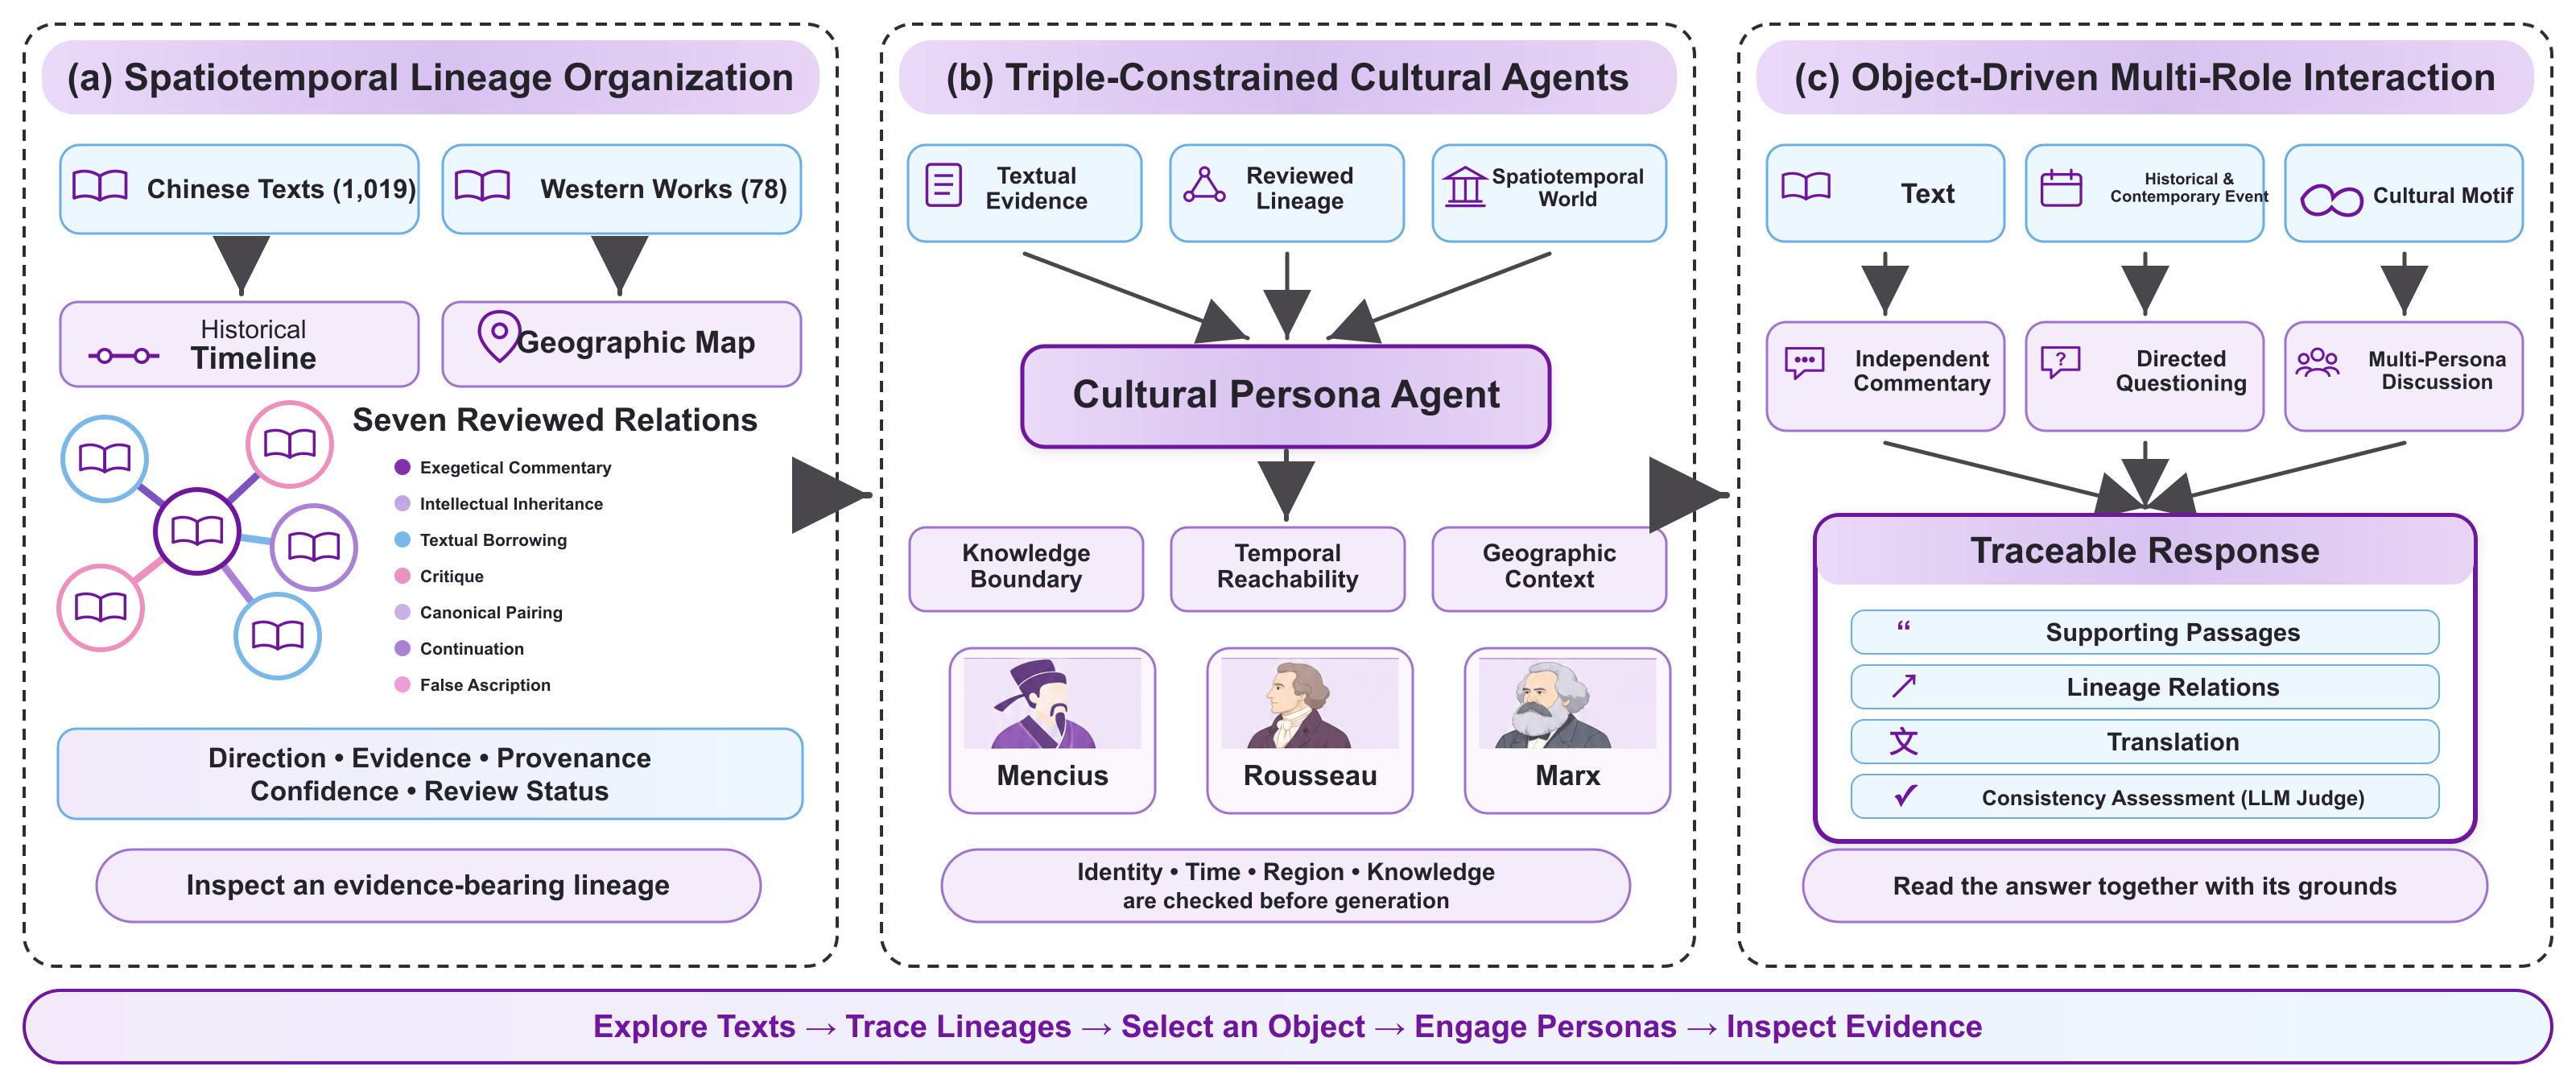 (a) Spatiotemporal Lineage Organization
Chinese Texts (1,019)
Western Works (78)
Historical
Timeline
Geographic Map
Seven Reviewed Relations
Exegetical Commentary
Intellectual Inheritance
Textual Borrowing
Critique
Canonical Pairing
Continuation
False Ascription
Direction • Evidence • Provenance
Confidence • Review Status
Inspect an evidence-bearing lineage
(b) Triple-Constrained Cultural Agents
Textual
Evidence
Reviewed
Lineage
Spatiotemporal
World
Cultural Persona Agent
Knowledge
Boundary
Temporal
Reachability
Geographic
Context
Mencius
Rousseau
Marx
Identity • Time • Region • Knowledge
are checked before generation
(c) Object-Driven Multi-Role Interaction
Text
Historical &
Contemporary Event
Cultural Motif
Independent
Commentary
?
Directed
Questioning
Multi-Persona
Discussion
Traceable Response
“
Supporting Passages
Lineage Relations
文
Translation
Consistency Assessment (LLM Judge)
Read the answer together with its grounds
Explore Texts → Trace Lineages → Select an Object → Engage Personas → Inspect Evidence